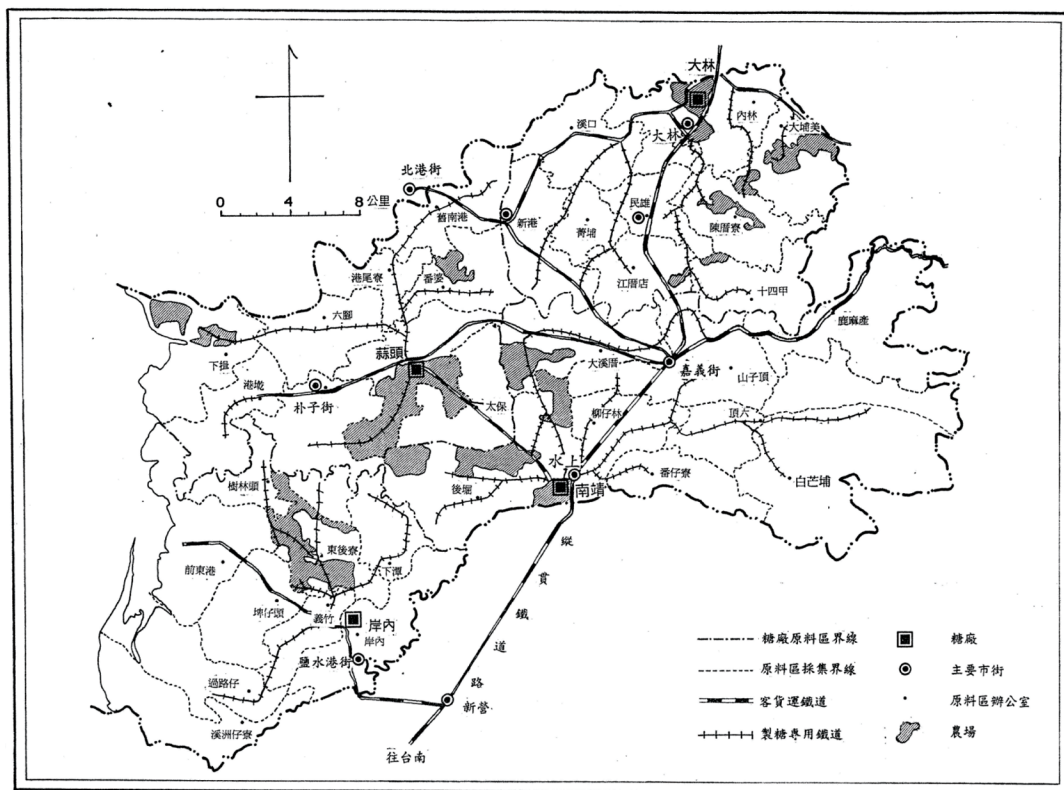 大林
內林
大埔美
溪口
大林
北港街
0 4 8 公里
舊南港
新港
菁埔
民雄
陳厝寮
港尾寮
番婆
江厝店
十四甲
六腳
鹿麻產
下揖
蒜頭
大溪厝
嘉義街
山子頂
港墘
朴子街
太保
柳仔林
頂六
水上
番仔寮
白芒埔
樹林頭
後堀
南靖
前東港
東後寮
下潭
縱貫鐵道路
埤仔頭
義竹
岸內
岸內
鹽水港街
過路仔
新營
溪洲仔寮
往台南
糖廠原料區界線
糖廠
原料區採集界線
主要市街
客貨運鐵道
原料區辦公室
製糖專用鐵道
農場